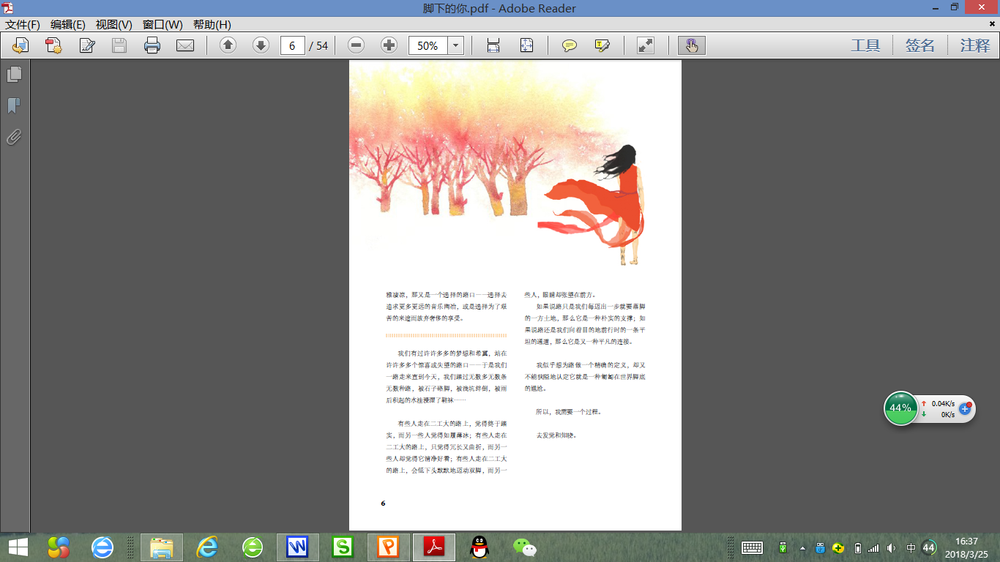 脚下的你.pdf - Adobe Reader
文件(F) 编辑(E) 视图(V) 窗口(W) 帮助(H)
6 / 54 50% 工具 签名 注释
雅凄凉，那又是一个选择的路口——选择去
追求更多更远的音乐陶冶，或是选择为了艰
苦的米途而放弃奢侈的享受。
我们有过许许多多的梦想和希冀，站在
许许多多个惊喜或失望的路口——于是我们
一路走来直到今天，我们踏过无数多无数条
无数种路，被石子硌脚，被浅坑绊倒，被雨
后积起的水洼浸湿了鞋袜……
有些人走在二工大的路上，觉得终于踏
实，而另一些人觉得如履薄冰；有些人走在
二工大的路上，只觉得冗长又曲折，而另一
些人却觉得它清净好看；有些人走在二工大
的路上，会低下头默默地迈动双脚，而另一
些人，眼睛却张望在前方。
如果说路只是我们每迈出一步就要落脚
的一方土地，那么它是一种朴实的支撑；如
果说路还是我们向着目的地前行时的一条平
坦的通道，那么它是又一种平凡的连接。
我似乎想为路做一个精确的定义，却又
不能狭隘地认定它就是一种匍匐在世界脚底
的尴尬。
所以，我需要一个过程。
去发觉和知晓。
6
44%
0.04K/s
0K/s
中 44
16:37
2018/3/25